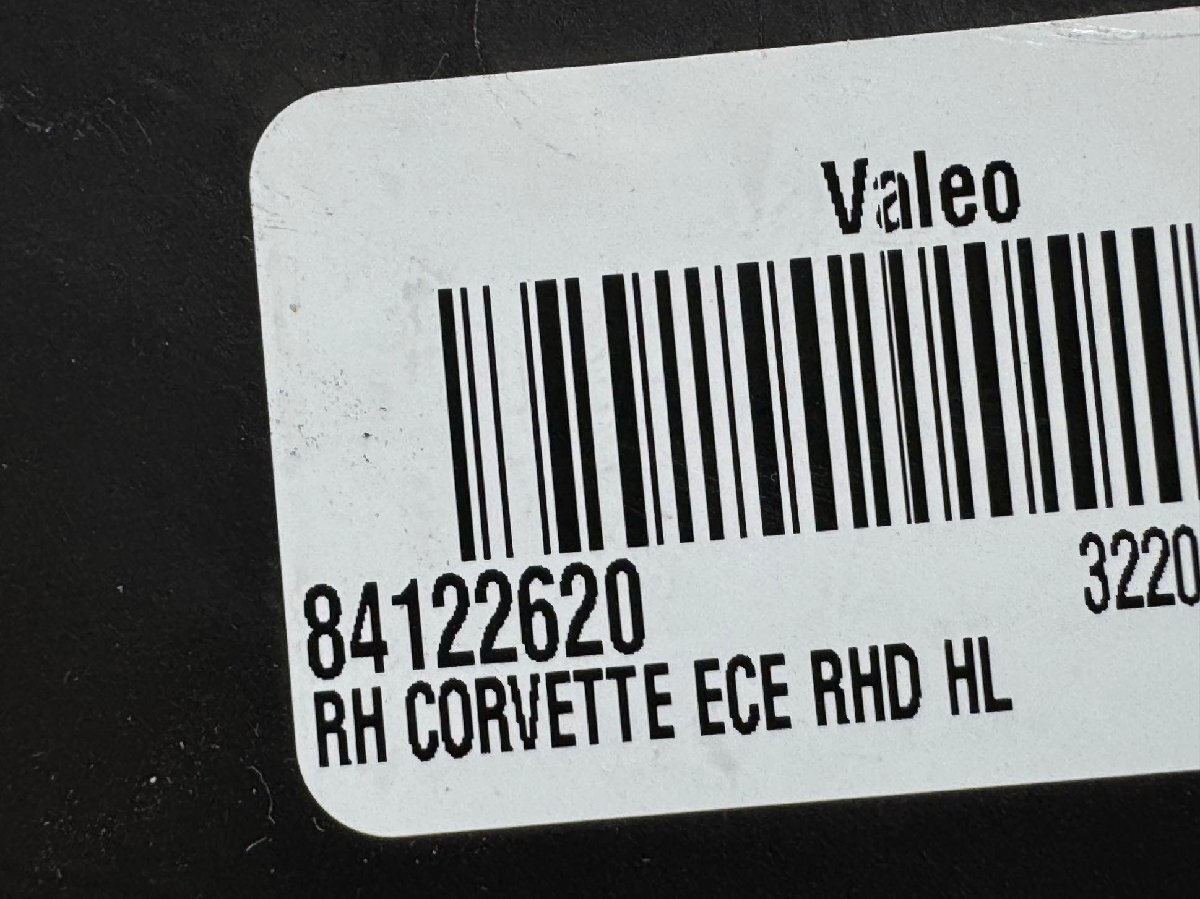 Valeo
84122620 3220
RH CORVETTE ECE RHD HL